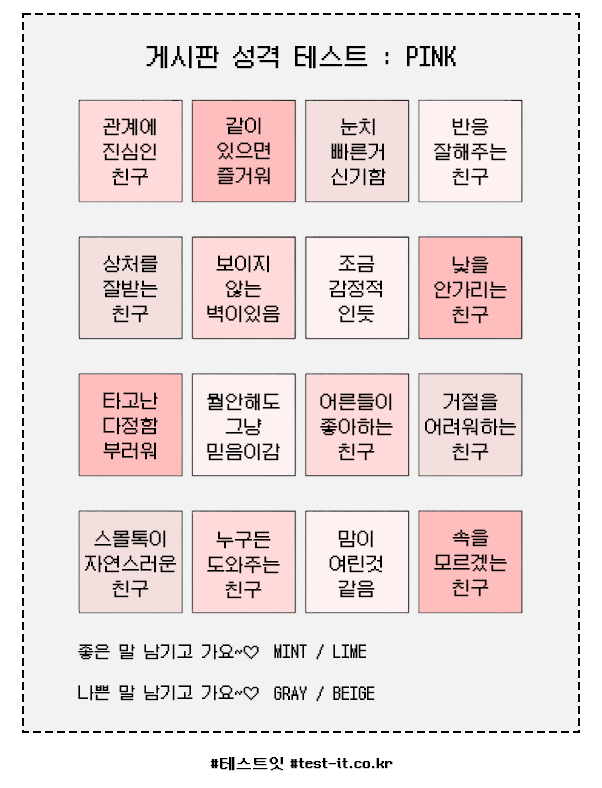 게시판 성격 테스트 : PINK
관계에
진심인
친구
같이
있으면
즐거워
눈치
빠른거
신기함
반응
잘해주는
친구
상처를
잘받는
친구
보이지
않는
벽이있음
조금
감정적
인듯
낯을
안가리는
친구
타고난
다정함
부러워
뭘안해도
그냥
믿음이감
어른들이
좋아하는
친구
거절을
어려워하는
친구
스몰톡이
자연스러운
친구
누구든
도와주는
친구
맘이
여린것
같음
속을
모르겠는
친구
좋은 말 남기고 가요~♡ MINT / LIME
나쁜 말 남기고 가요~♡ GRAY / BEIGE
#테스트잇 #test-it.co.kr